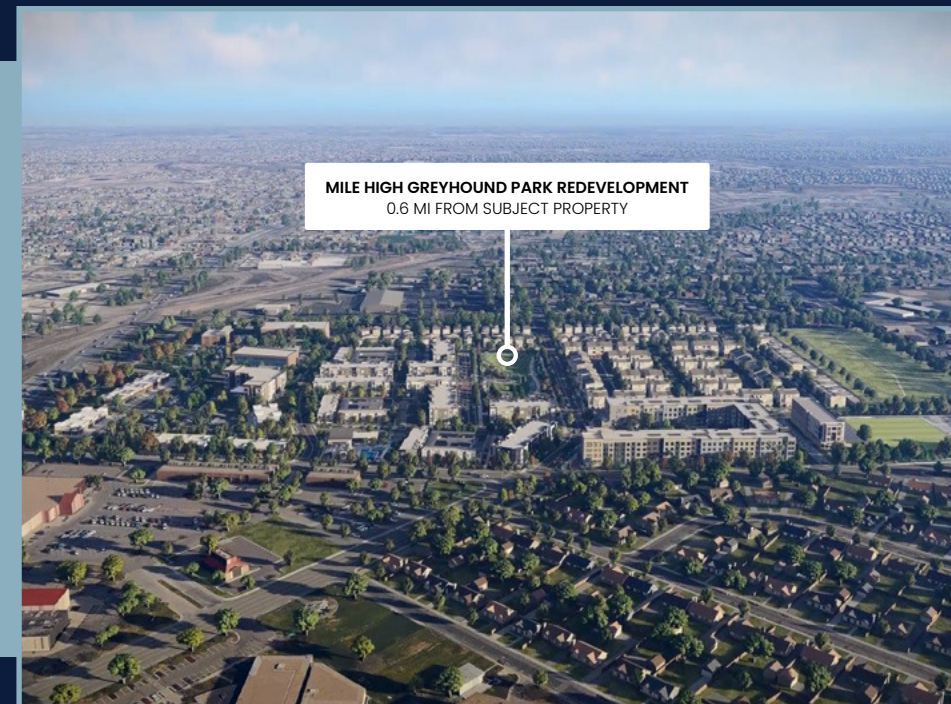 MILE HIGH GREYHOUND PARK REDEVELOPMENT
0.6 MI FROM SUBJECT PROPERTY